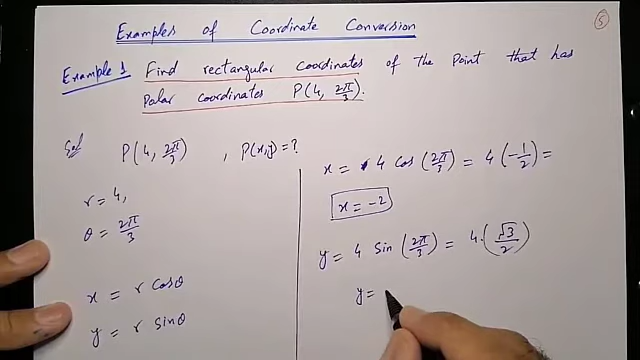 Examples of Coordinate Conversion
5
Example 1 Find rectangular coordinates of the Point that has
Polar coordinates P(4, 2π/3).
Sol P(4, 2π/3) , P(x,y)=?
r = 4,
θ = 2π/3
x = r cosθ
y = r sinθ
x = 4 cos (2π/3) = 4(-1/2) =
x = -2
y = 4 sin (2π/3) = 4·(√3/2)
y =